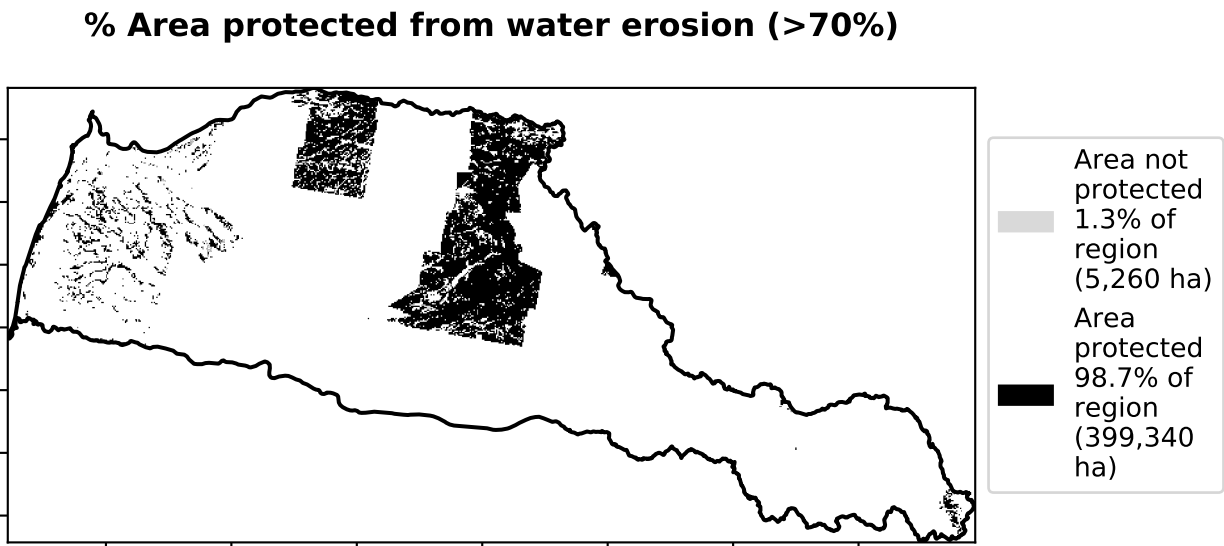 % Area protected from water erosion (>70%)
Area not
protected
1.3% of
region
(5,260 ha)
Area
protected
98.7% of
region
(399,340
ha)